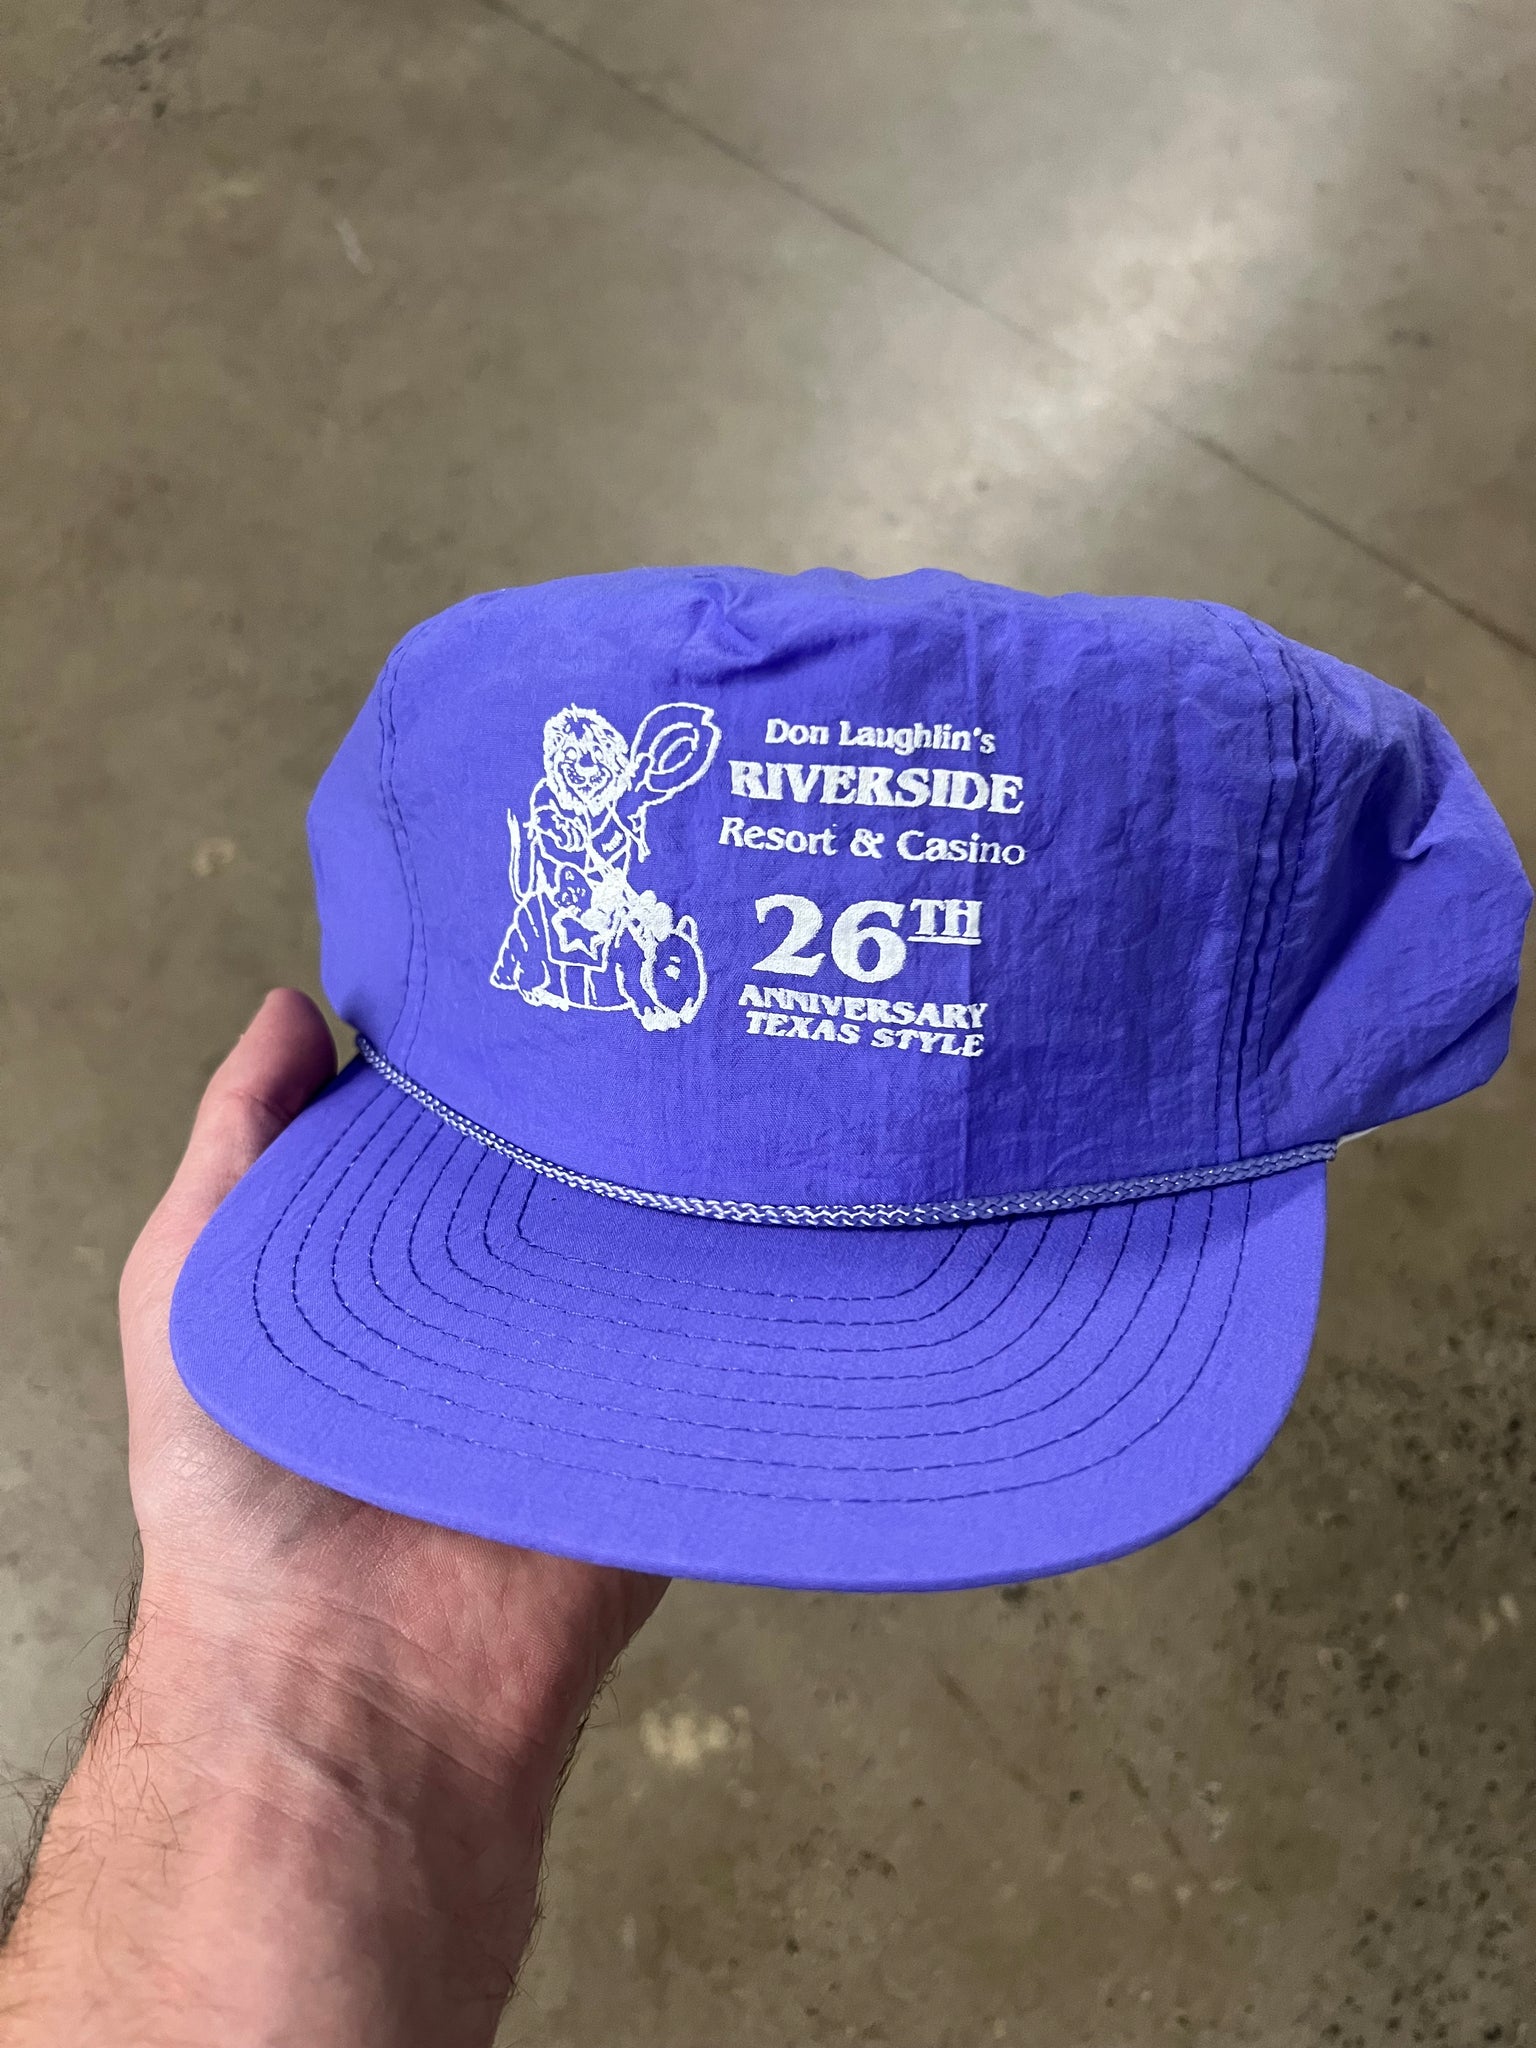 Don Laughlin's
RIVERSIDE
Resort & Casino
26TH
ANNIVERSARY
TEXAS STYLE